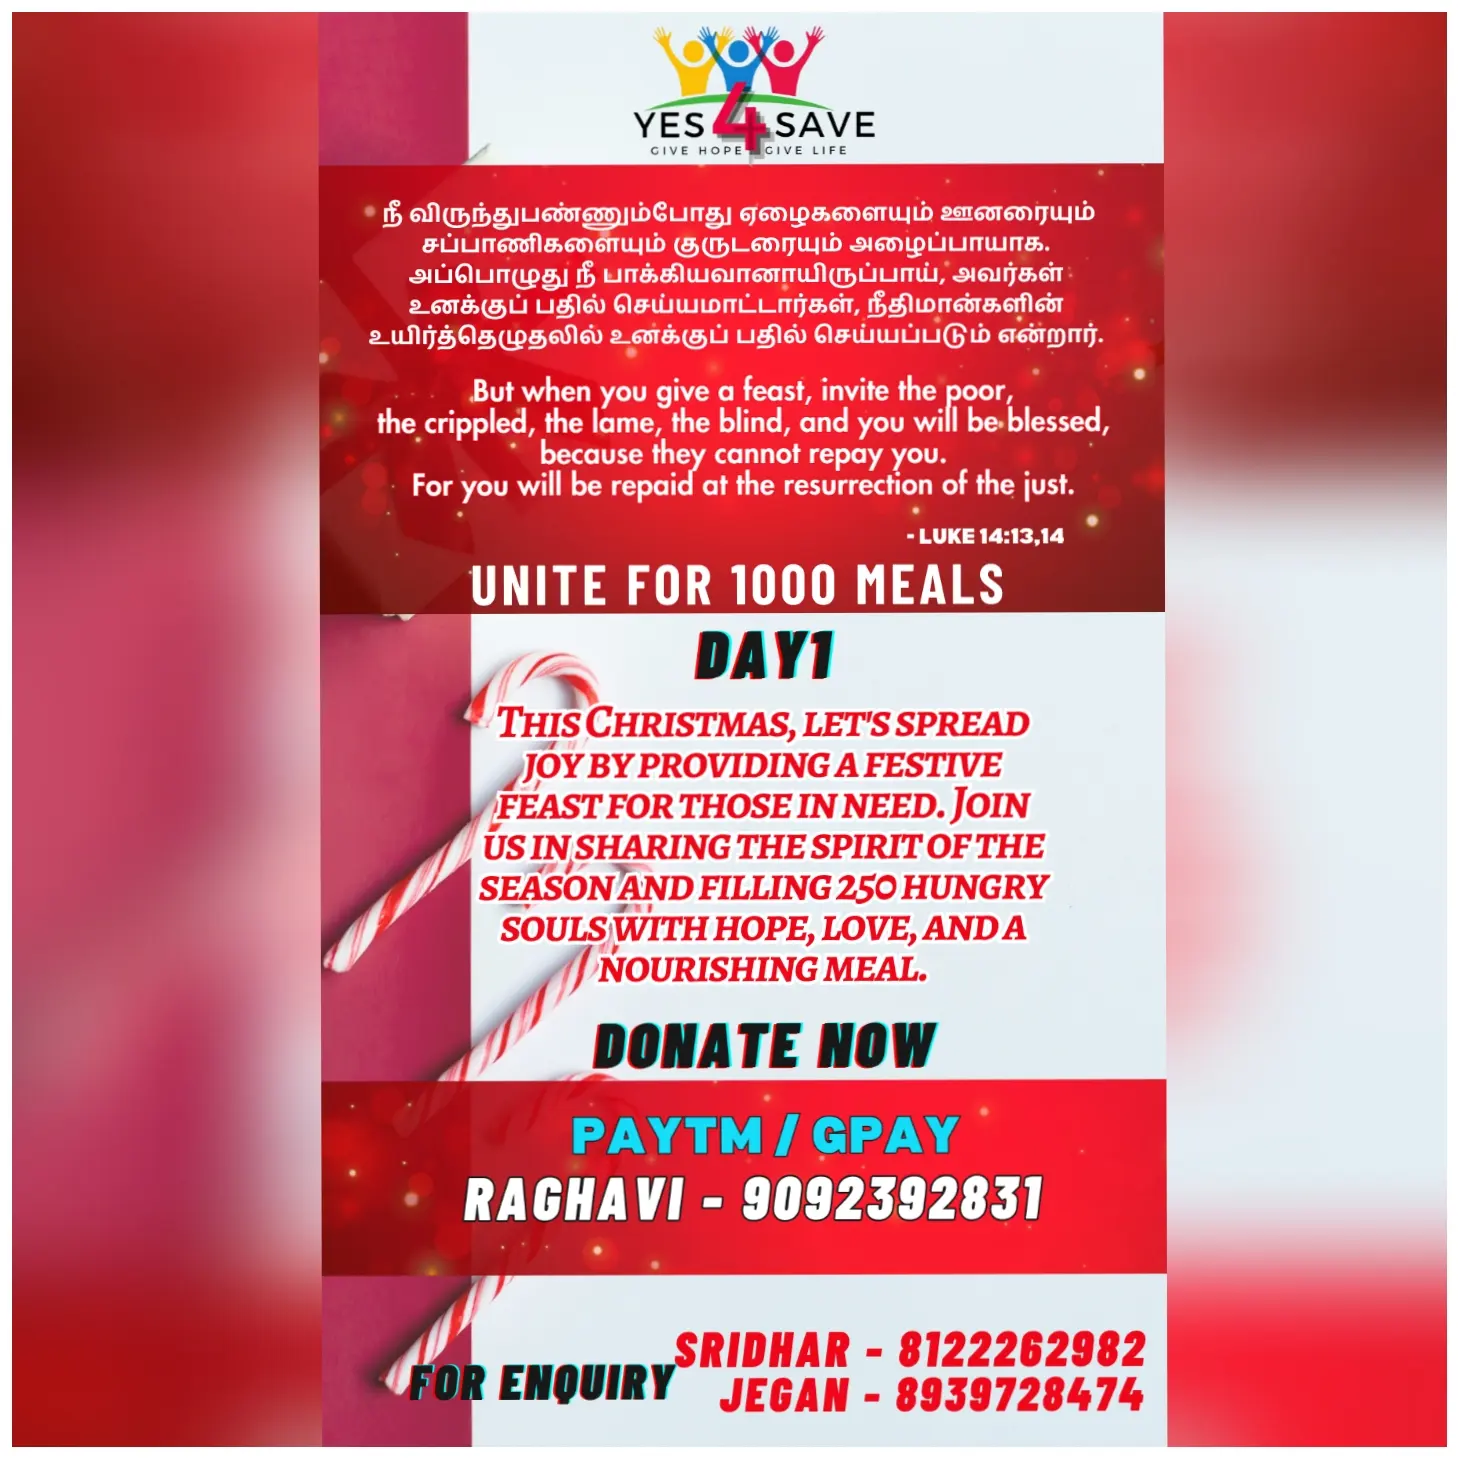 YES 4 SAVE
GIVE HOPE GIVE LIFE
நீ விருந்துபண்ணும்போது ஏழைகளையும் ஊனரையும்
சப்பாணிகளையும் குருடரையும் அழைப்பாயாக.
அப்பொழுது நீ பாக்கியவானாயிருப்பாய், அவர்கள்
உனக்குப் பதில் செய்யமாட்டார்கள், நீதிமான்களின்
உயிர்த்தெழுதலில் உனக்குப் பதில் செய்யப்படும் என்றார்.
But when you give a feast, invite the poor,
the crippled, the lame, the blind, and you will be blessed,
because they cannot repay you.
For you will be repaid at the resurrection of the just.
- LUKE 14:13,14
UNITE FOR 1000 MEALS
DAY1
THIS CHRISTMAS, LET'S SPREAD
JOY BY PROVIDING A FESTIVE
FEAST FOR THOSE IN NEED. JOIN
US IN SHARING THE SPIRIT OF THE
SEASON AND FILLING 250 HUNGRY
SOULS WITH HOPE, LOVE, AND A
NOURISHING MEAL.
DONATE NOW
PAYTM / GPAY
RAGHAVI - 9092392831
FOR ENQUIRY
SRIDHAR - 8122262982
JEGAN - 8939728474